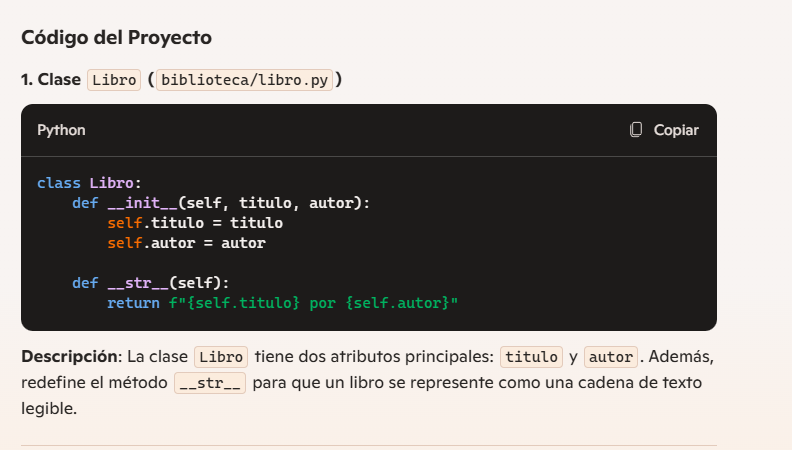 Código del Proyecto
1. Clase Libro (biblioteca/libro.py)
Python Copiar
class Libro:
    def __init__(self, titulo, autor):
        self.titulo = titulo
        self.autor = autor

    def __str__(self):
        return f"{self.titulo} por {self.autor}"
Descripción: La clase Libro tiene dos atributos principales: titulo y autor. Además,
redefine el método __str__ para que un libro se represente como una cadena de texto
legible.